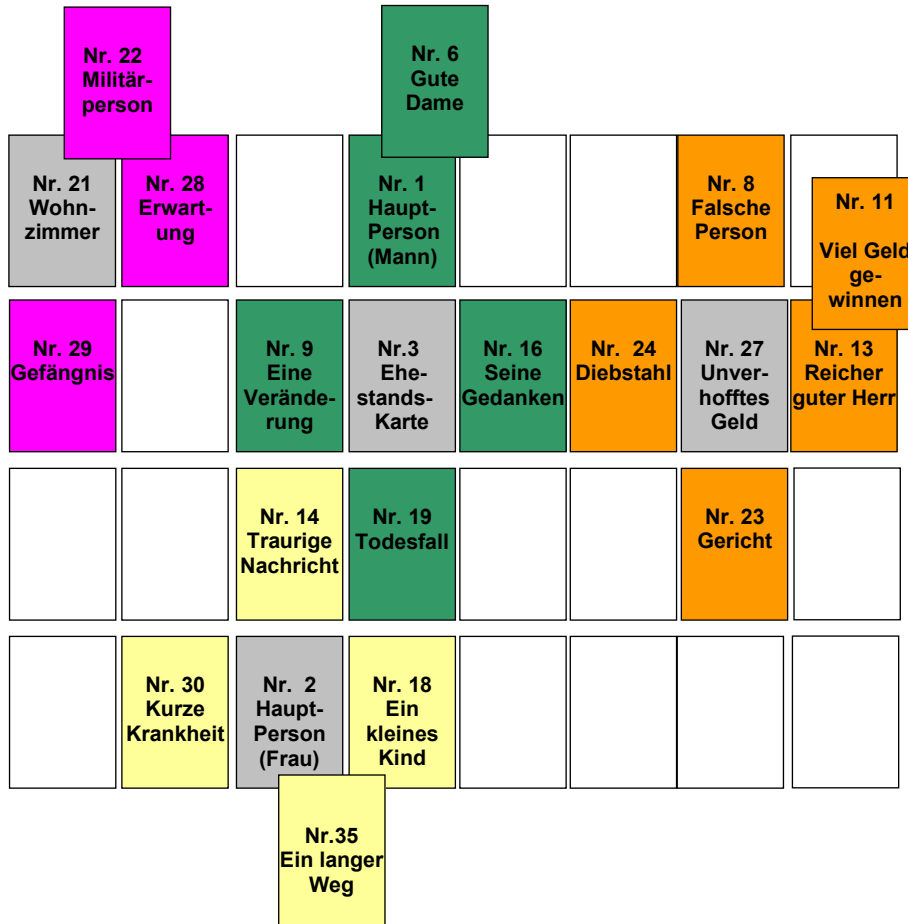 Nr. 22
Militär-
person
Nr. 6
Gute
Dame
Nr. 21
Wohn-
zimmer
Nr. 28
Erwart-
ung
Nr. 1
Haupt-
Person
(Mann)
Nr. 8
Falsche
Person
Nr. 11
Viel Geld
ge-
winnen
Nr. 29
Gefängnis
Nr. 9
Eine
Verände-
rung
Nr.3
Ehe-
stands-
Karte
Nr. 16
Seine
Gedanken
Nr. 24
Diebstahl
Nr. 27
Unver-
hofftes
Geld
Nr. 13
Reicher
guter Herr
Nr. 14
Traurige
Nachricht
Nr. 19
Todesfall
Nr. 23
Gericht
Nr. 30
Kurze
Krankheit
Nr. 2
Haupt-
Person
(Frau)
Nr. 18
Ein
kleines
Kind
Nr.35
Ein langer
Weg